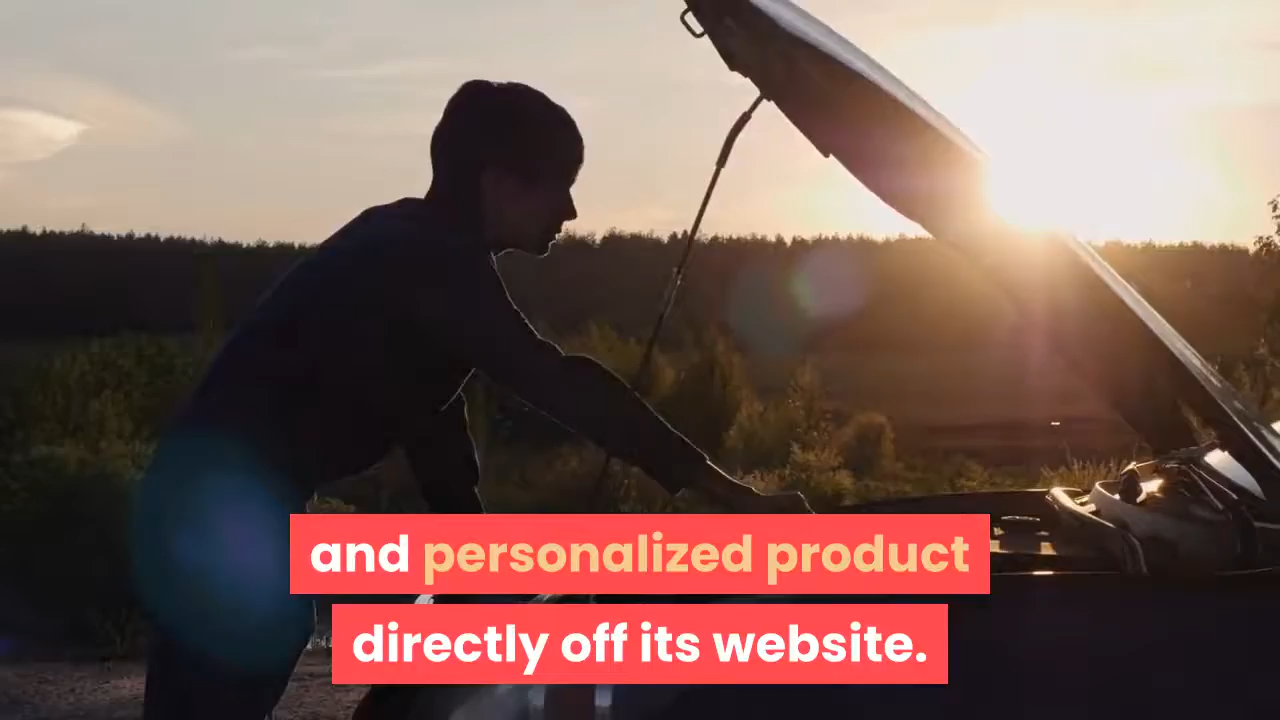 and personalized product
directly off its website.